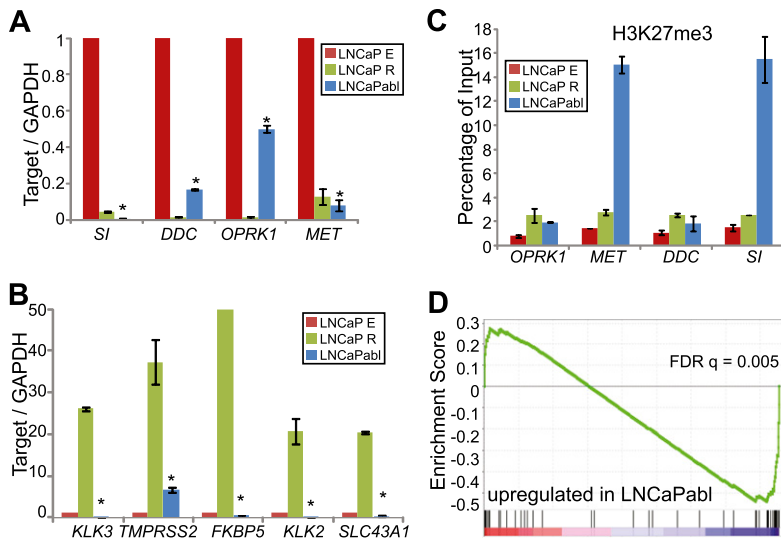 A
Target / GAPDH
1
0.8
0.6
0.4
0.2
0
LNCaP E
LNCaP R
LNCaPabl
*
*
*
*
SI DDC OPRK1 MET
B
Target / GAPDH
50
40
30
20
10
0
LNCaP E
LNCaP R
LNCaPabl
*
*
*
*
*
KLK3 TMPRSS2 FKBP5 KLK2 SLC43A1
C
H3K27me3
Percentage of Input
18
16
14
12
10
8
6
4
2
0
LNCaP E
LNCaP R
LNCaPabl
OPRK1 MET DDC SI
D
Enrichment Score
0.3
0.2
0.1
0
-0.1
-0.2
-0.3
-0.4
-0.5
FDR q = 0.005
upregulated in LNCaPabl